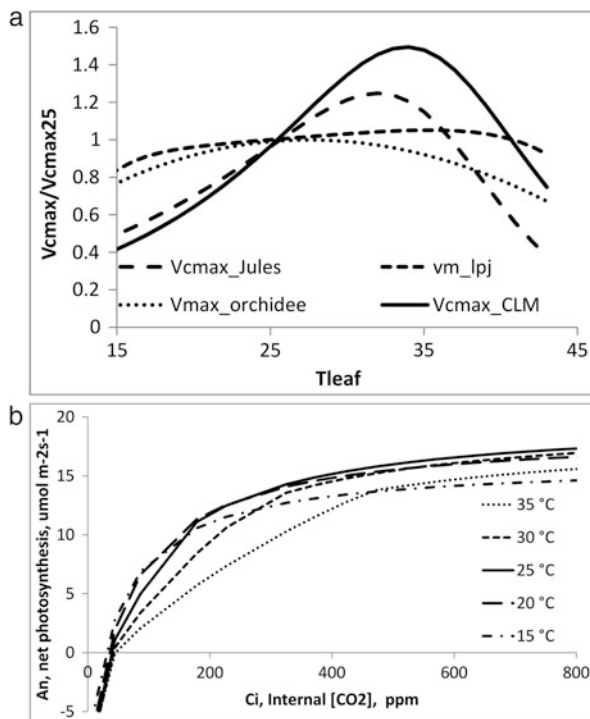 a
1.6
1.4
1.2
1
0.8
0.6
0.4
0.2
0
Vcmax/Vcmax25
Vcmax_Jules
vm_lpj
Vmax_orchidee
Vcmax_CLM
15
25
35
45
Tleaf
b
20
15
10
5
0
-5
An, net photosynthesis, umol m-2s-1
35 °C
30 °C
25 °C
20 °C
15 °C
0
200
400
600
800
Ci, Internal [CO2], ppm